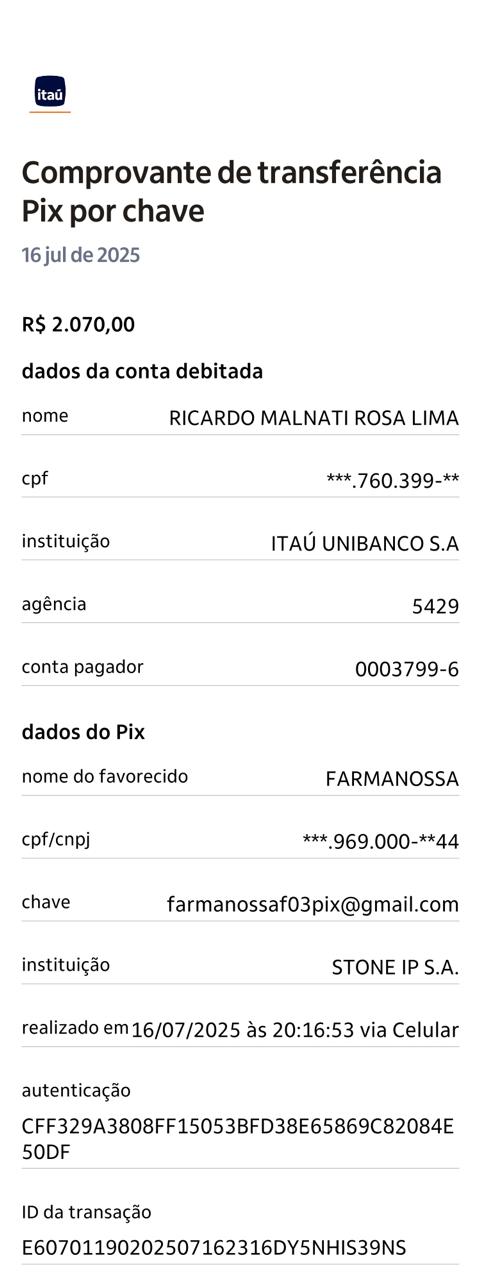 itaú
Comprovante de transferência
Pix por chave
16 jul de 2025
R$ 2.070,00
dados da conta debitada
nome RICARDO MALNATI ROSA LIMA
cpf ***.760.399-**
instituição ITAÚ UNIBANCO S.A
agência 5429
conta pagador 0003799-6
dados do Pix
nome do favorecido FARMANOSSA
cpf/cnpj ***.969.000-**44
chave farmanossaf03pix@gmail.com
instituição STONE IP S.A.
realizado em 16/07/2025 às 20:16:53 via Celular
autenticação
CFF329A3808FF15053BFD38E65869C82084E
50DF
ID da transação
E60701190202507162316DY5NHIS39NS